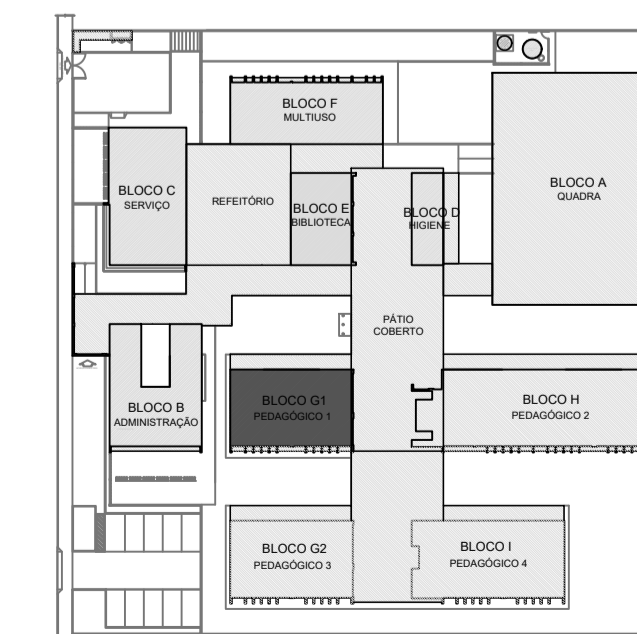 BLOCO F
MULTIUSO
BLOCO A
QUADRA
BLOCO C
SERVIÇO
REFEITÓRIO
BLOCO E
BIBLIOTECA
BLOCO D
HIGIENE
PÁTIO
COBERTO
BLOCO B
ADMINISTRAÇÃO
BLOCO G1
PEDAGÓGICO 1
BLOCO H
PEDAGÓGICO 2
BLOCO G2
PEDAGÓGICO 3
BLOCO I
PEDAGÓGICO 4